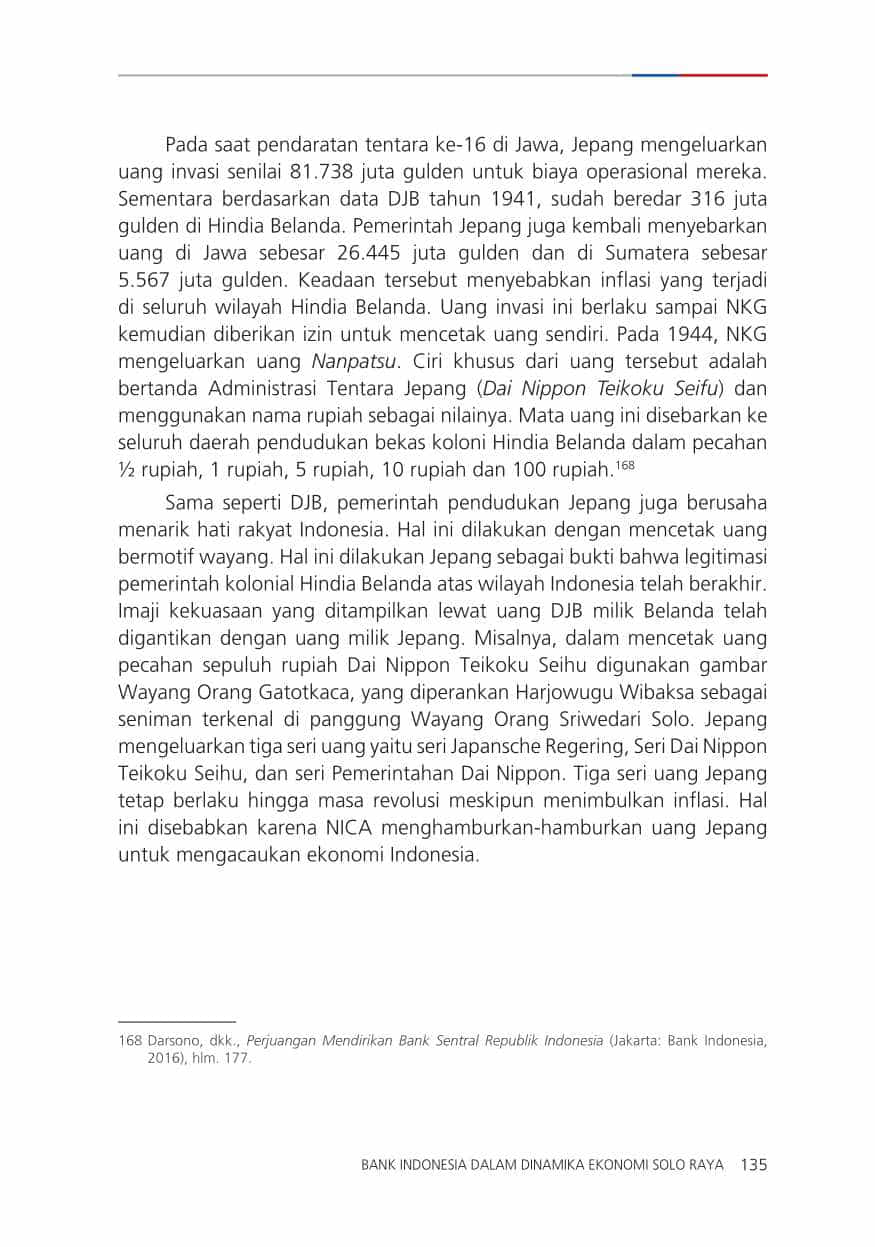 Pada saat pendaratan tentara ke-16 di Jawa, Jepang mengeluarkan
uang invasi senilai 81.738 juta gulden untuk biaya operasional mereka.
Sementara berdasarkan data DJB tahun 1941, sudah beredar 316 juta
gulden di Hindia Belanda. Pemerintah Jepang juga kembali menyebarkan
uang di Jawa sebesar 26.445 juta gulden dan di Sumatera sebesar
5.567 juta gulden. Keadaan tersebut menyebabkan inflasi yang terjadi
di seluruh wilayah Hindia Belanda. Uang invasi ini berlaku sampai NKG
kemudian diberikan izin untuk mencetak uang sendiri. Pada 1944, NKG
mengeluarkan uang Nanpatsu. Ciri khusus dari uang tersebut adalah
bertanda Administrasi Tentara Jepang (Dai Nippon Teikoku Seifu) dan
menggunakan nama rupiah sebagai nilainya. Mata uang ini disebarkan ke
seluruh daerah pendudukan bekas koloni Hindia Belanda dalam pecahan
½ rupiah, 1 rupiah, 5 rupiah, 10 rupiah dan 100 rupiah.168
Sama seperti DJB, pemerintah pendudukan Jepang juga berusaha
menarik hati rakyat Indonesia. Hal ini dilakukan dengan mencetak uang
bermotif wayang. Hal ini dilakukan Jepang sebagai bukti bahwa legitimasi
pemerintah kolonial Hindia Belanda atas wilayah Indonesia telah berakhir.
Imaji kekuasaan yang ditampilkan lewat uang DJB milik Belanda telah
digantikan dengan uang milik Jepang. Misalnya, dalam mencetak uang
pecahan sepuluh rupiah Dai Nippon Teikoku Seihu digunakan gambar
Wayang Orang Gatotkaca, yang diperankan Harjowugu Wibaksa sebagai
seniman terkenal di panggung Wayang Orang Sriwedari Solo. Jepang
mengeluarkan tiga seri uang yaitu seri Japansche Regering, Seri Dai Nippon
Teikoku Seihu, dan seri Pemerintahan Dai Nippon. Tiga seri uang Jepang
tetap berlaku hingga masa revolusi meskipun menimbulkan inflasi. Hal
ini disebabkan karena NICA menghamburkan-hamburkan uang Jepang
untuk mengacaukan ekonomi Indonesia.
168 Darsono, dkk., Perjuangan Mendirikan Bank Sentral Republik Indonesia (Jakarta: Bank Indonesia,
2016), hlm. 177.
BANK INDONESIA DALAM DINAMIKA EKONOMI SOLO RAYA 135